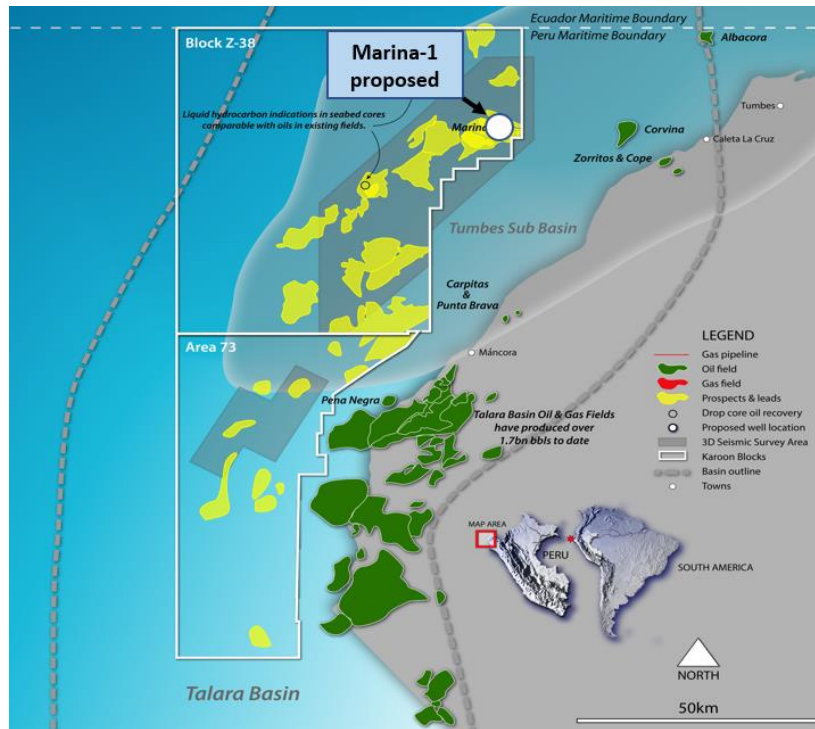 Ecuador Maritime Boundary
Peru Maritime Boundary
Albacora
Block Z-38
Marina-1
proposed
Liquid hydrocarbon indications in seabed cores
comparable with oils in existing fields.
Marina
Tumbes
Corvina
Caleta La Cruz
Zorritos & Cope
Tumbes Sub Basin
Carpitas
&
Punta Brava
Area 73
Máncora
Pena Negra
Talara Basin Oil & Gas Fields
have produced over
1.7bn bbls to date
LEGEND
Gas pipeline
Oil field
Gas field
Prospects & leads
Drop core oil recovery
Proposed well location
3D Seismic Survey Area
Karoon Blocks
Basin outline
Towns
MAP AREA
PERU
SOUTH AMERICA
NORTH
50km
Talara Basin